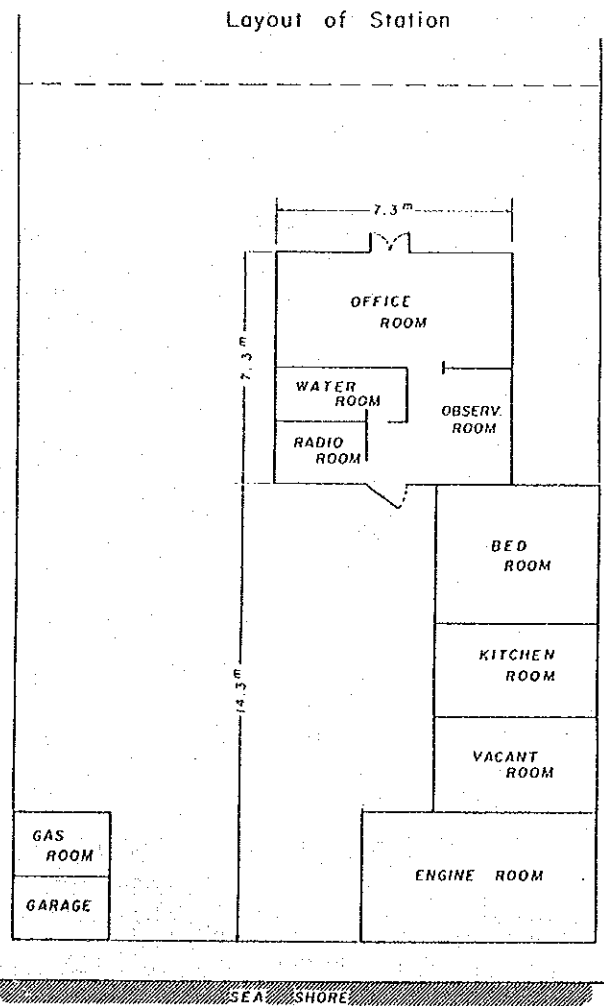 Layout of Station
7.3 m
OFFICE
ROOM
7.3 m
WATER
ROOM
OBSERV.
ROOM
RADIO
ROOM
BED
ROOM
KITCHEN
ROOM
14.3 m
VACANT
ROOM
GAS
ROOM
ENGINE ROOM
GARAGE
SEA SHORE